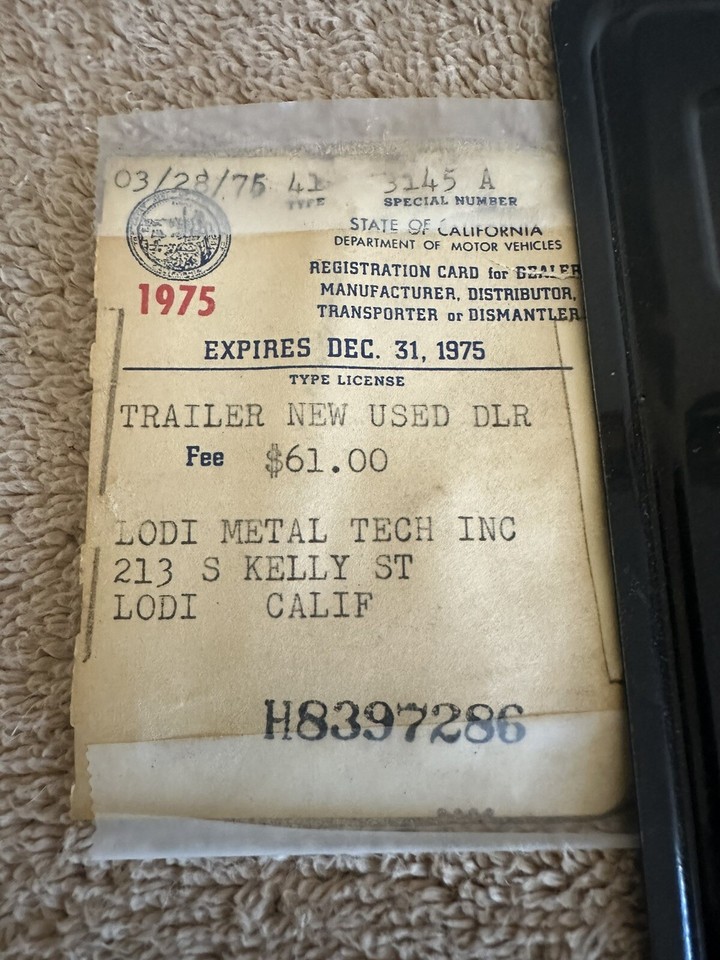 03/28/75 41 3145 A
TYPE SPECIAL NUMBER
STATE OF CALIFORNIA
DEPARTMENT OF MOTOR VEHICLES
1975
REGISTRATION CARD for DEALER
MANUFACTURER, DISTRIBUTOR,
TRANSPORTER or DISMANTLER
EXPIRES DEC. 31, 1975
TYPE LICENSE
TRAILER NEW USED DLR
Fee $61.00
LODI METAL TECH INC
213 S KELLY ST
LODI CALIF
H8397286